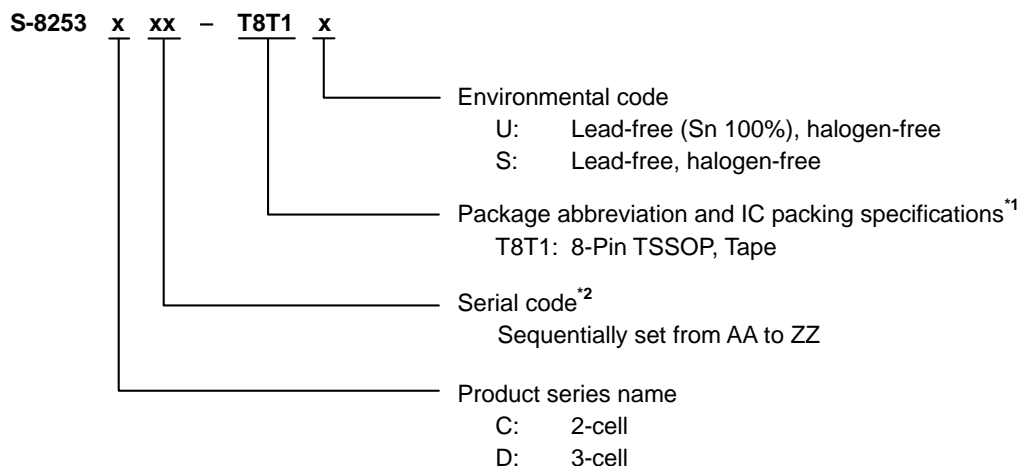 S-8253 x xx – T8T1 x
Environmental code
U: Lead-free (Sn 100%), halogen-free
S: Lead-free, halogen-free
Package abbreviation and IC packing specifications*1
T8T1: 8-Pin TSSOP, Tape
Serial code*2
Sequentially set from AA to ZZ
Product series name
C: 2-cell
D: 3-cell